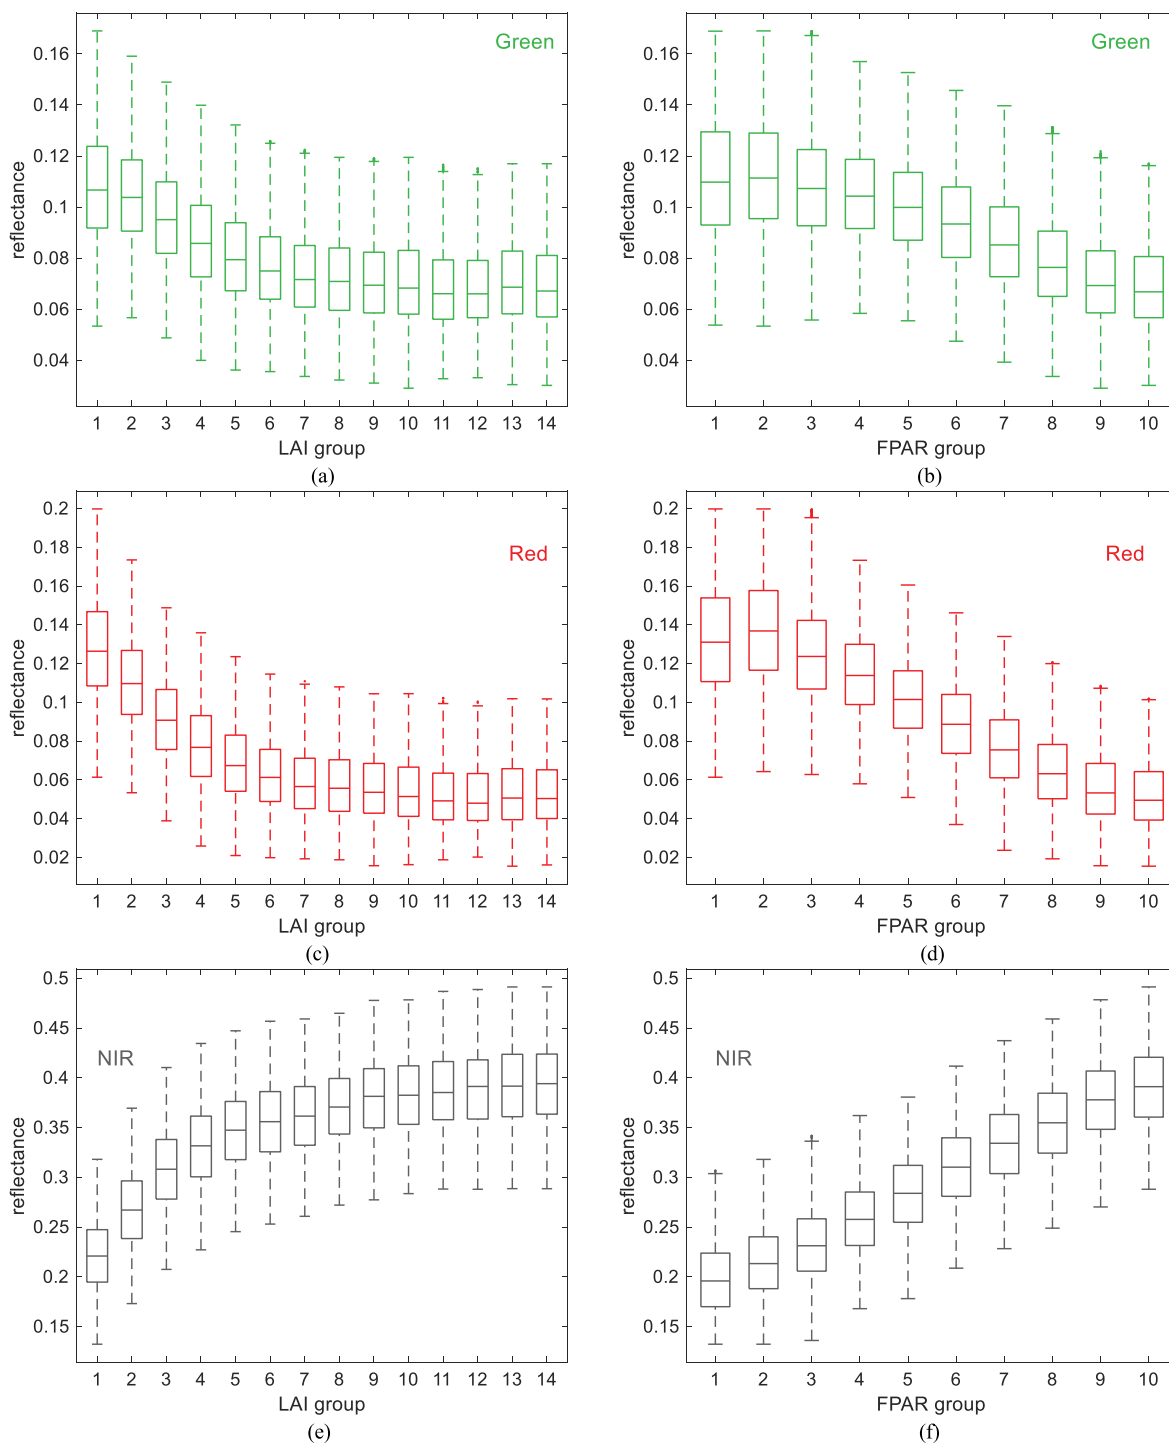 Green
0.16
0.14
0.12
0.1
0.08
0.06
0.04
reflectance
1 2 3 4 5 6 7 8 9 10 11 12 13 14
LAI group
(a)
Green
0.16
0.14
0.12
0.1
0.08
0.06
0.04
reflectance
1 2 3 4 5 6 7 8 9 10
FPAR group
(b)
Red
0.2
0.18
0.16
0.14
0.12
0.1
0.08
0.06
0.04
0.02
reflectance
1 2 3 4 5 6 7 8 9 10 11 12 13 14
LAI group
(c)
Red
0.2
0.18
0.16
0.14
0.12
0.1
0.08
0.06
0.04
0.02
reflectance
1 2 3 4 5 6 7 8 9 10
FPAR group
(d)
NIR
0.5
0.45
0.4
0.35
0.3
0.25
0.2
0.15
reflectance
1 2 3 4 5 6 7 8 9 10 11 12 13 14
LAI group
(e)
NIR
0.5
0.45
0.4
0.35
0.3
0.25
0.2
0.15
reflectance
1 2 3 4 5 6 7 8 9 10
FPAR group
(f)